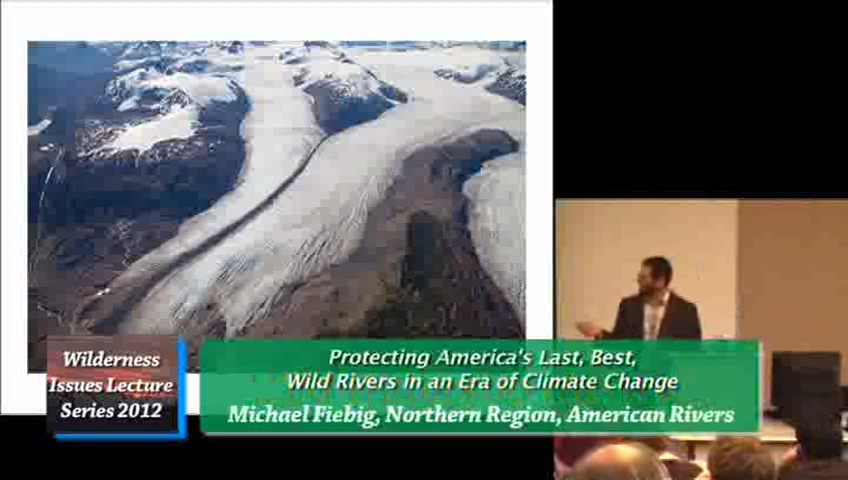 Wilderness
Issues Lecture
Series 2012
Protecting America's Last, Best,
Wild Rivers in an Era of Climate Change
Michael Fiebig, Northern Region, American Rivers